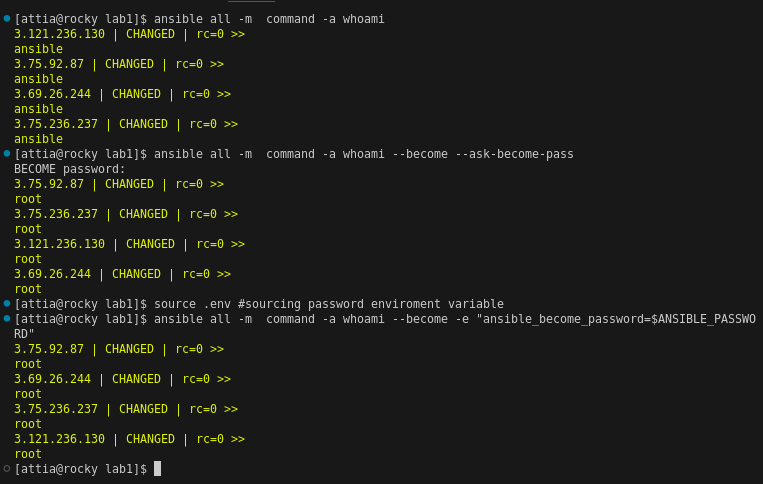 [attia@rocky lab1]$ ansible all -m  command -a whoami
3.121.236.130 | CHANGED | rc=0 >>
ansible
3.75.92.87 | CHANGED | rc=0 >>
ansible
3.69.26.244 | CHANGED | rc=0 >>
ansible
3.75.236.237 | CHANGED | rc=0 >>
ansible
[attia@rocky lab1]$ ansible all -m  command -a whoami --become --ask-become-pass
BECOME password:
3.75.92.87 | CHANGED | rc=0 >>
root
3.75.236.237 | CHANGED | rc=0 >>
root
3.121.236.130 | CHANGED | rc=0 >>
root
3.69.26.244 | CHANGED | rc=0 >>
root
[attia@rocky lab1]$ source .env #sourcing password enviroment variable
[attia@rocky lab1]$ ansible all -m  command -a whoami --become -e "ansible_become_password=$ANSIBLE_PASSWO
RD"
3.75.92.87 | CHANGED | rc=0 >>
root
3.69.26.244 | CHANGED | rc=0 >>
root
3.75.236.237 | CHANGED | rc=0 >>
root
3.121.236.130 | CHANGED | rc=0 >>
root
[attia@rocky lab1]$